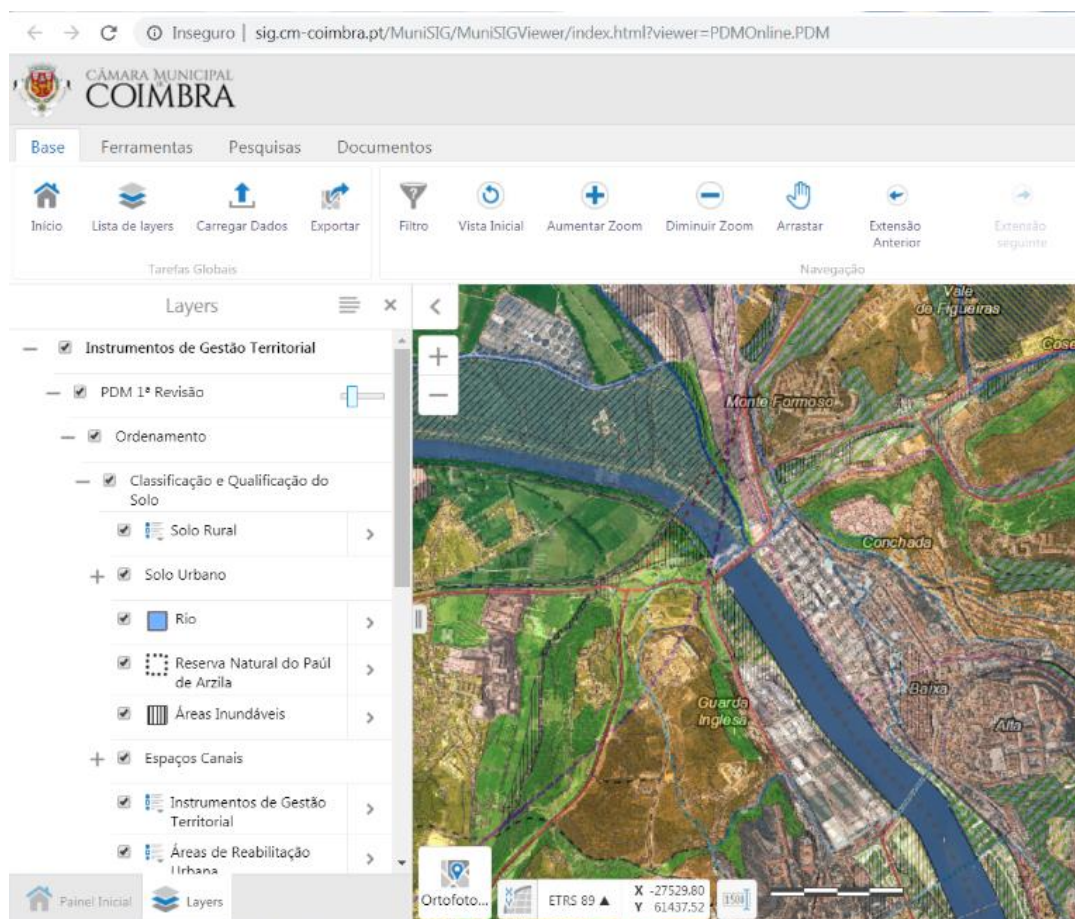 Inseguro | sig.cm-coimbra.pt/MuniSIG/MuniSIGViewer/index.html?viewer=PDMOnline.PDM
CÂMARA MUNICIPAL
DE
COIMBRA
Base Ferramentas Pesquisas Documentos
Início Lista de layers Carregar Dados Exportar Filtro Vista Inicial Aumentar Zoom Diminuir Zoom Arrastar Extensão Anterior Extensão seguinte
Tarefas Globais Navegação
Layers
Instrumentos de Gestão Territorial
PDM 1ª Revisão
Ordenamento
Classificação e Qualificação do
Solo
Solo Rural
Solo Urbano
Rio
Reserva Natural do Paúl
de Arzila
Áreas Inundáveis
Espaços Canais
Instrumentos de Gestão
Territorial
Áreas de Reabilitação
Urbana
Painel Inicial Layers
Vale
de Figueiras
Monte Formoso
Conchada
Baixa
Alta
Guarda
Inglesa
Ortofoto...
ETRS 89 ▲
X -27529.80
Y 61437.52